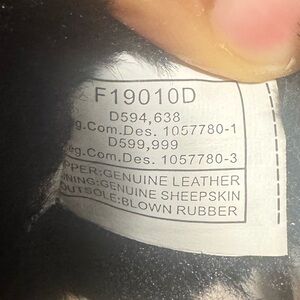 F19010D
D594,638
eg.Com.Des. 1057780-1
D599,999
eg.Com.Des. 1057780-3
PPER:GENUINE LEATHER
NING:GENUINE SHEEPSKIN
OUTSOLE:BLOWN RUBBER